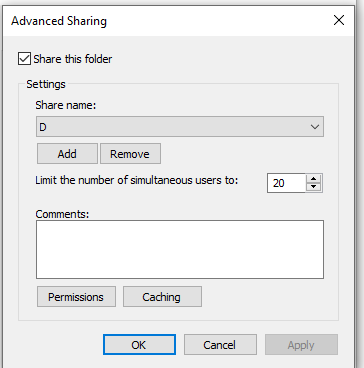 Advanced Sharing
Share this folder
Settings
Share name:
D
Add Remove
Limit the number of simultaneous users to: 20
Comments:
Permissions Caching
OK Cancel Apply